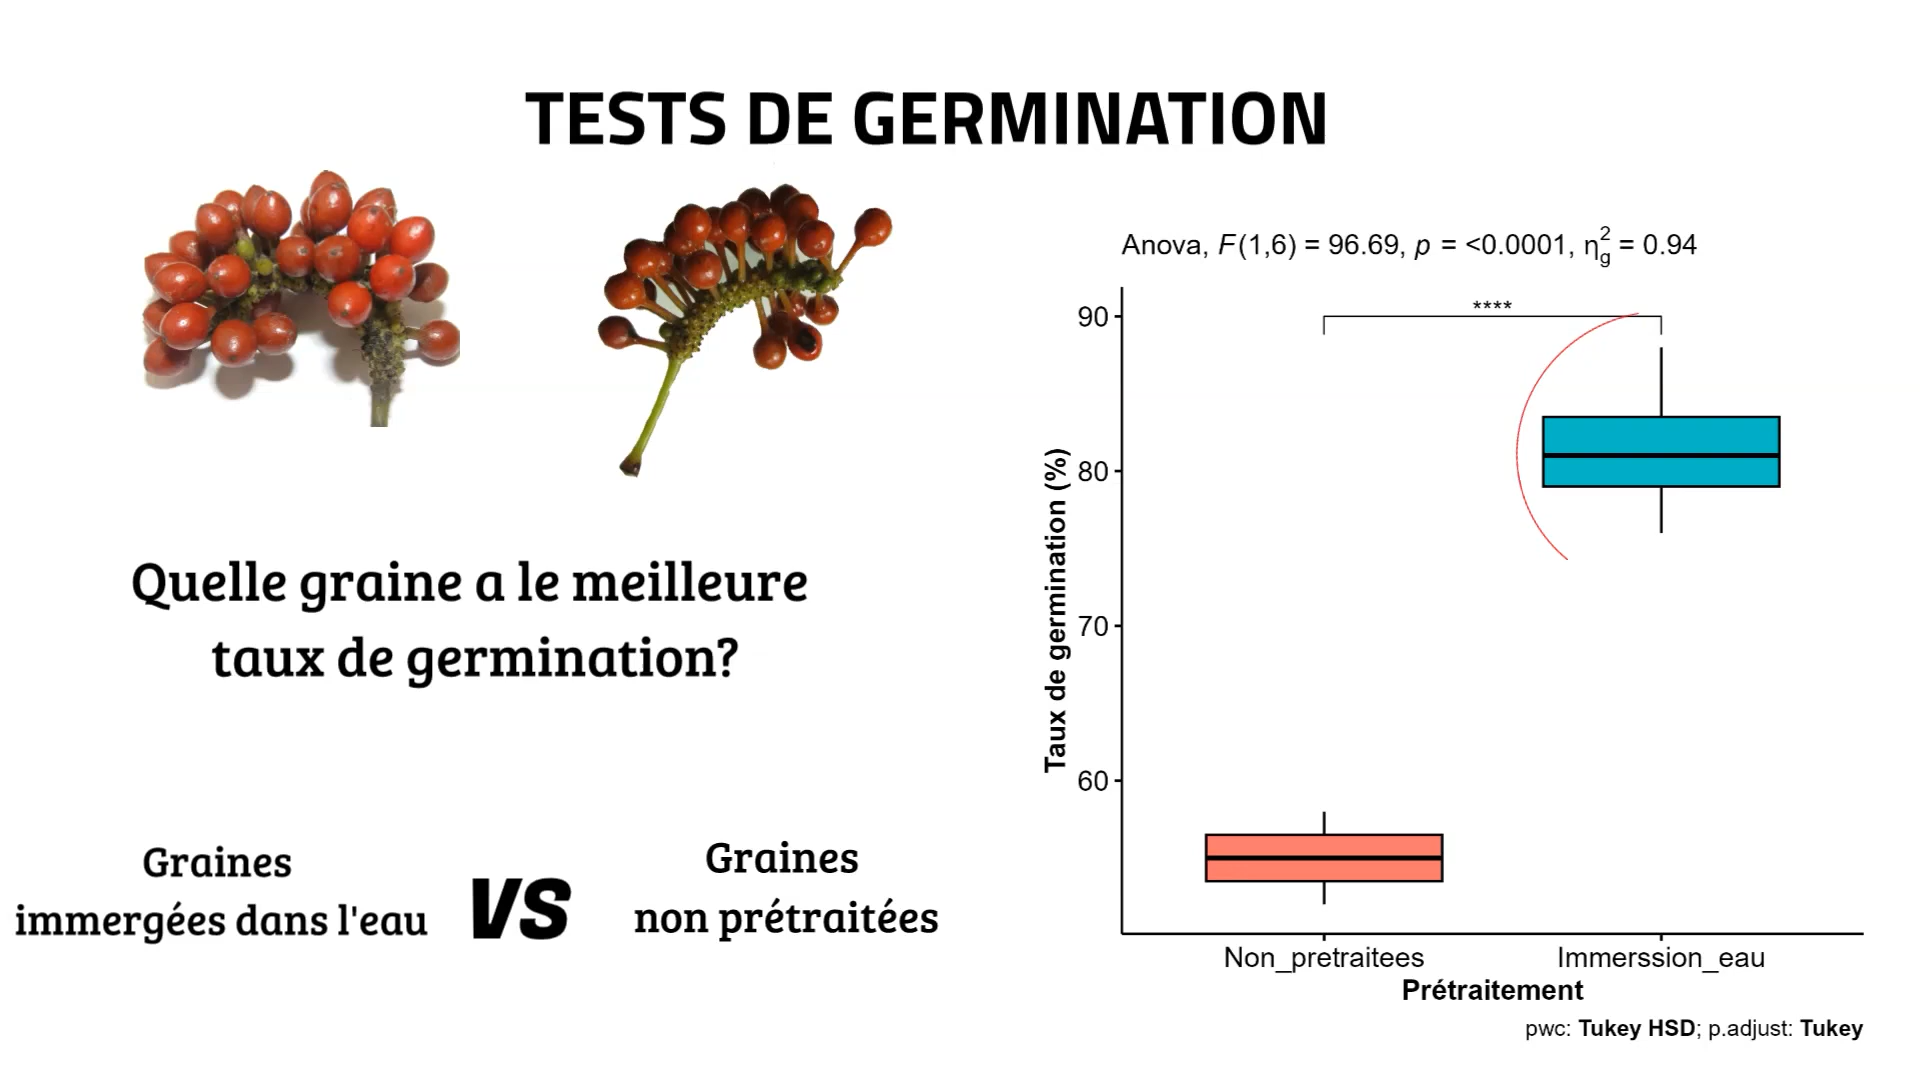 TESTS DE GERMINATION
Quelle graine a le meilleure
taux de germination?
Graines
immergées dans l'eau
VS
Graines
non prétraitées
Anova, F(1,6) = 96.69, p = <0.0001, η²g = 0.94
****
90
80
70
60
Taux de germination (%)
Non_pretraitees
Immerssion_eau
Prétraitement
pwc: Tukey HSD; p.adjust: Tukey